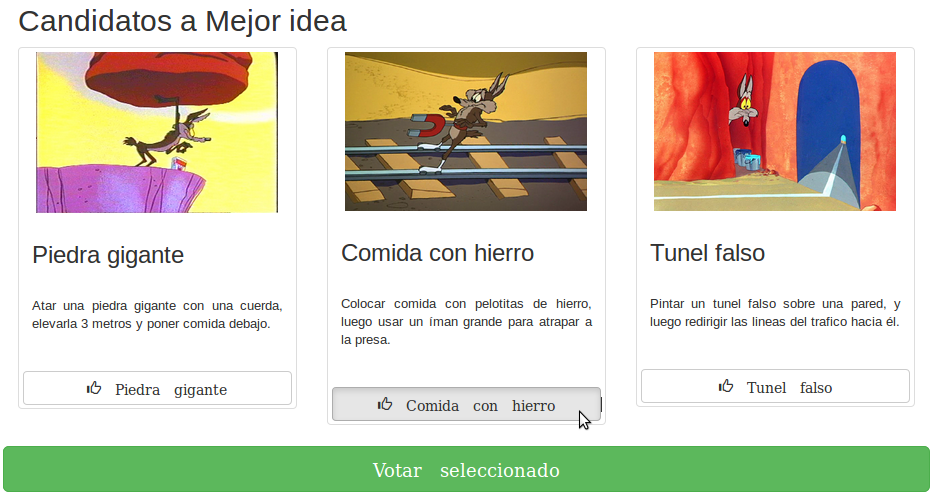 Candidatos a Mejor idea
Piedra gigante
Atar una piedra gigante con una cuerda,
elevarla 3 metros y poner comida debajo.
Piedra gigante
Comida con hierro
Colocar comida con pelotitas de hierro,
luego usar un íman grande para atrapar a
la presa.
Comida con hierro
Tunel falso
Pintar un tunel falso sobre una pared, y
luego redirigir las lineas del trafico hacia él.
Tunel falso
Votar seleccionado